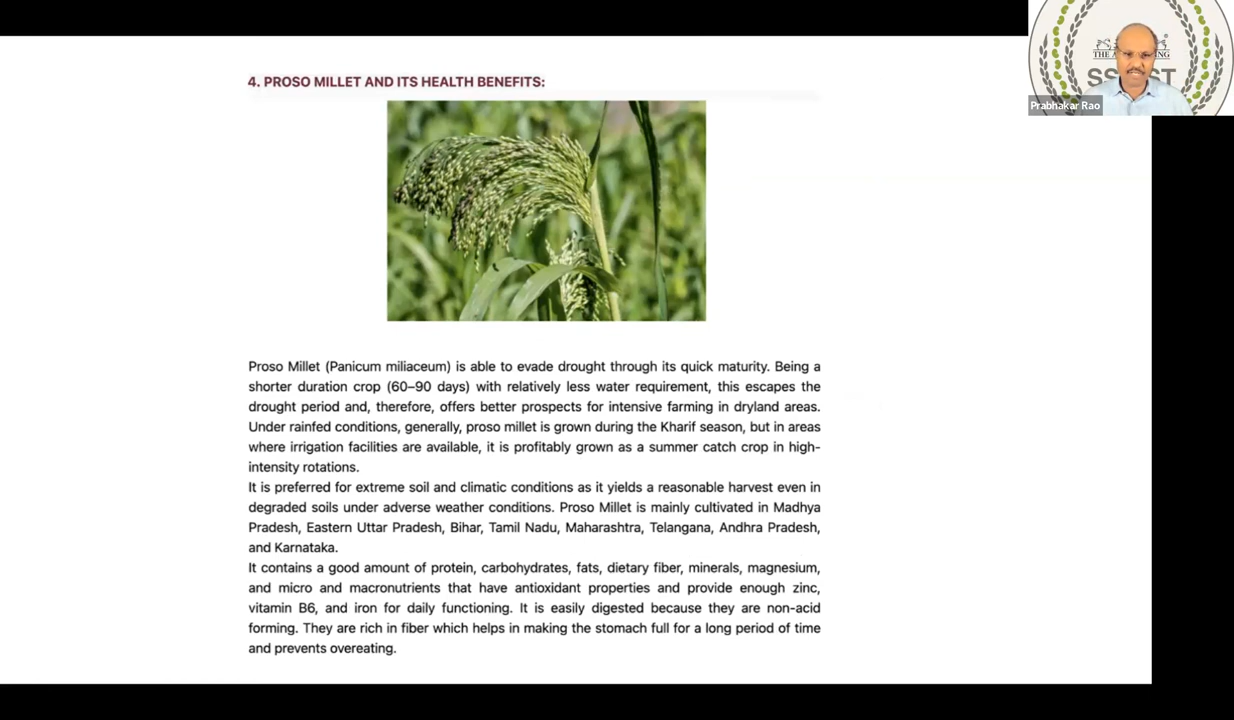 4. PROSO MILLET AND ITS HEALTH BENEFITS:
Prabhakar Rao
Proso Millet (Panicum miliaceum) is able to evade drought through its quick maturity. Being a
shorter duration crop (60–90 days) with relatively less water requirement, this escapes the
drought period and, therefore, offers better prospects for intensive farming in dryland areas.
Under rainfed conditions, generally, proso millet is grown during the Kharif season, but in areas
where irrigation facilities are available, it is profitably grown as a summer catch crop in high-
intensity rotations.
It is preferred for extreme soil and climatic conditions as it yields a reasonable harvest even in
degraded soils under adverse weather conditions. Proso Millet is mainly cultivated in Madhya
Pradesh, Eastern Uttar Pradesh, Bihar, Tamil Nadu, Maharashtra, Telangana, Andhra Pradesh,
and Karnataka.
It contains a good amount of protein, carbohydrates, fats, dietary fiber, minerals, magnesium,
and micro and macronutrients that have antioxidant properties and provide enough zinc,
vitamin B6, and iron for daily functioning. It is easily digested because they are non-acid
forming. They are rich in fiber which helps in making the stomach full for a long period of time
and prevents overeating.